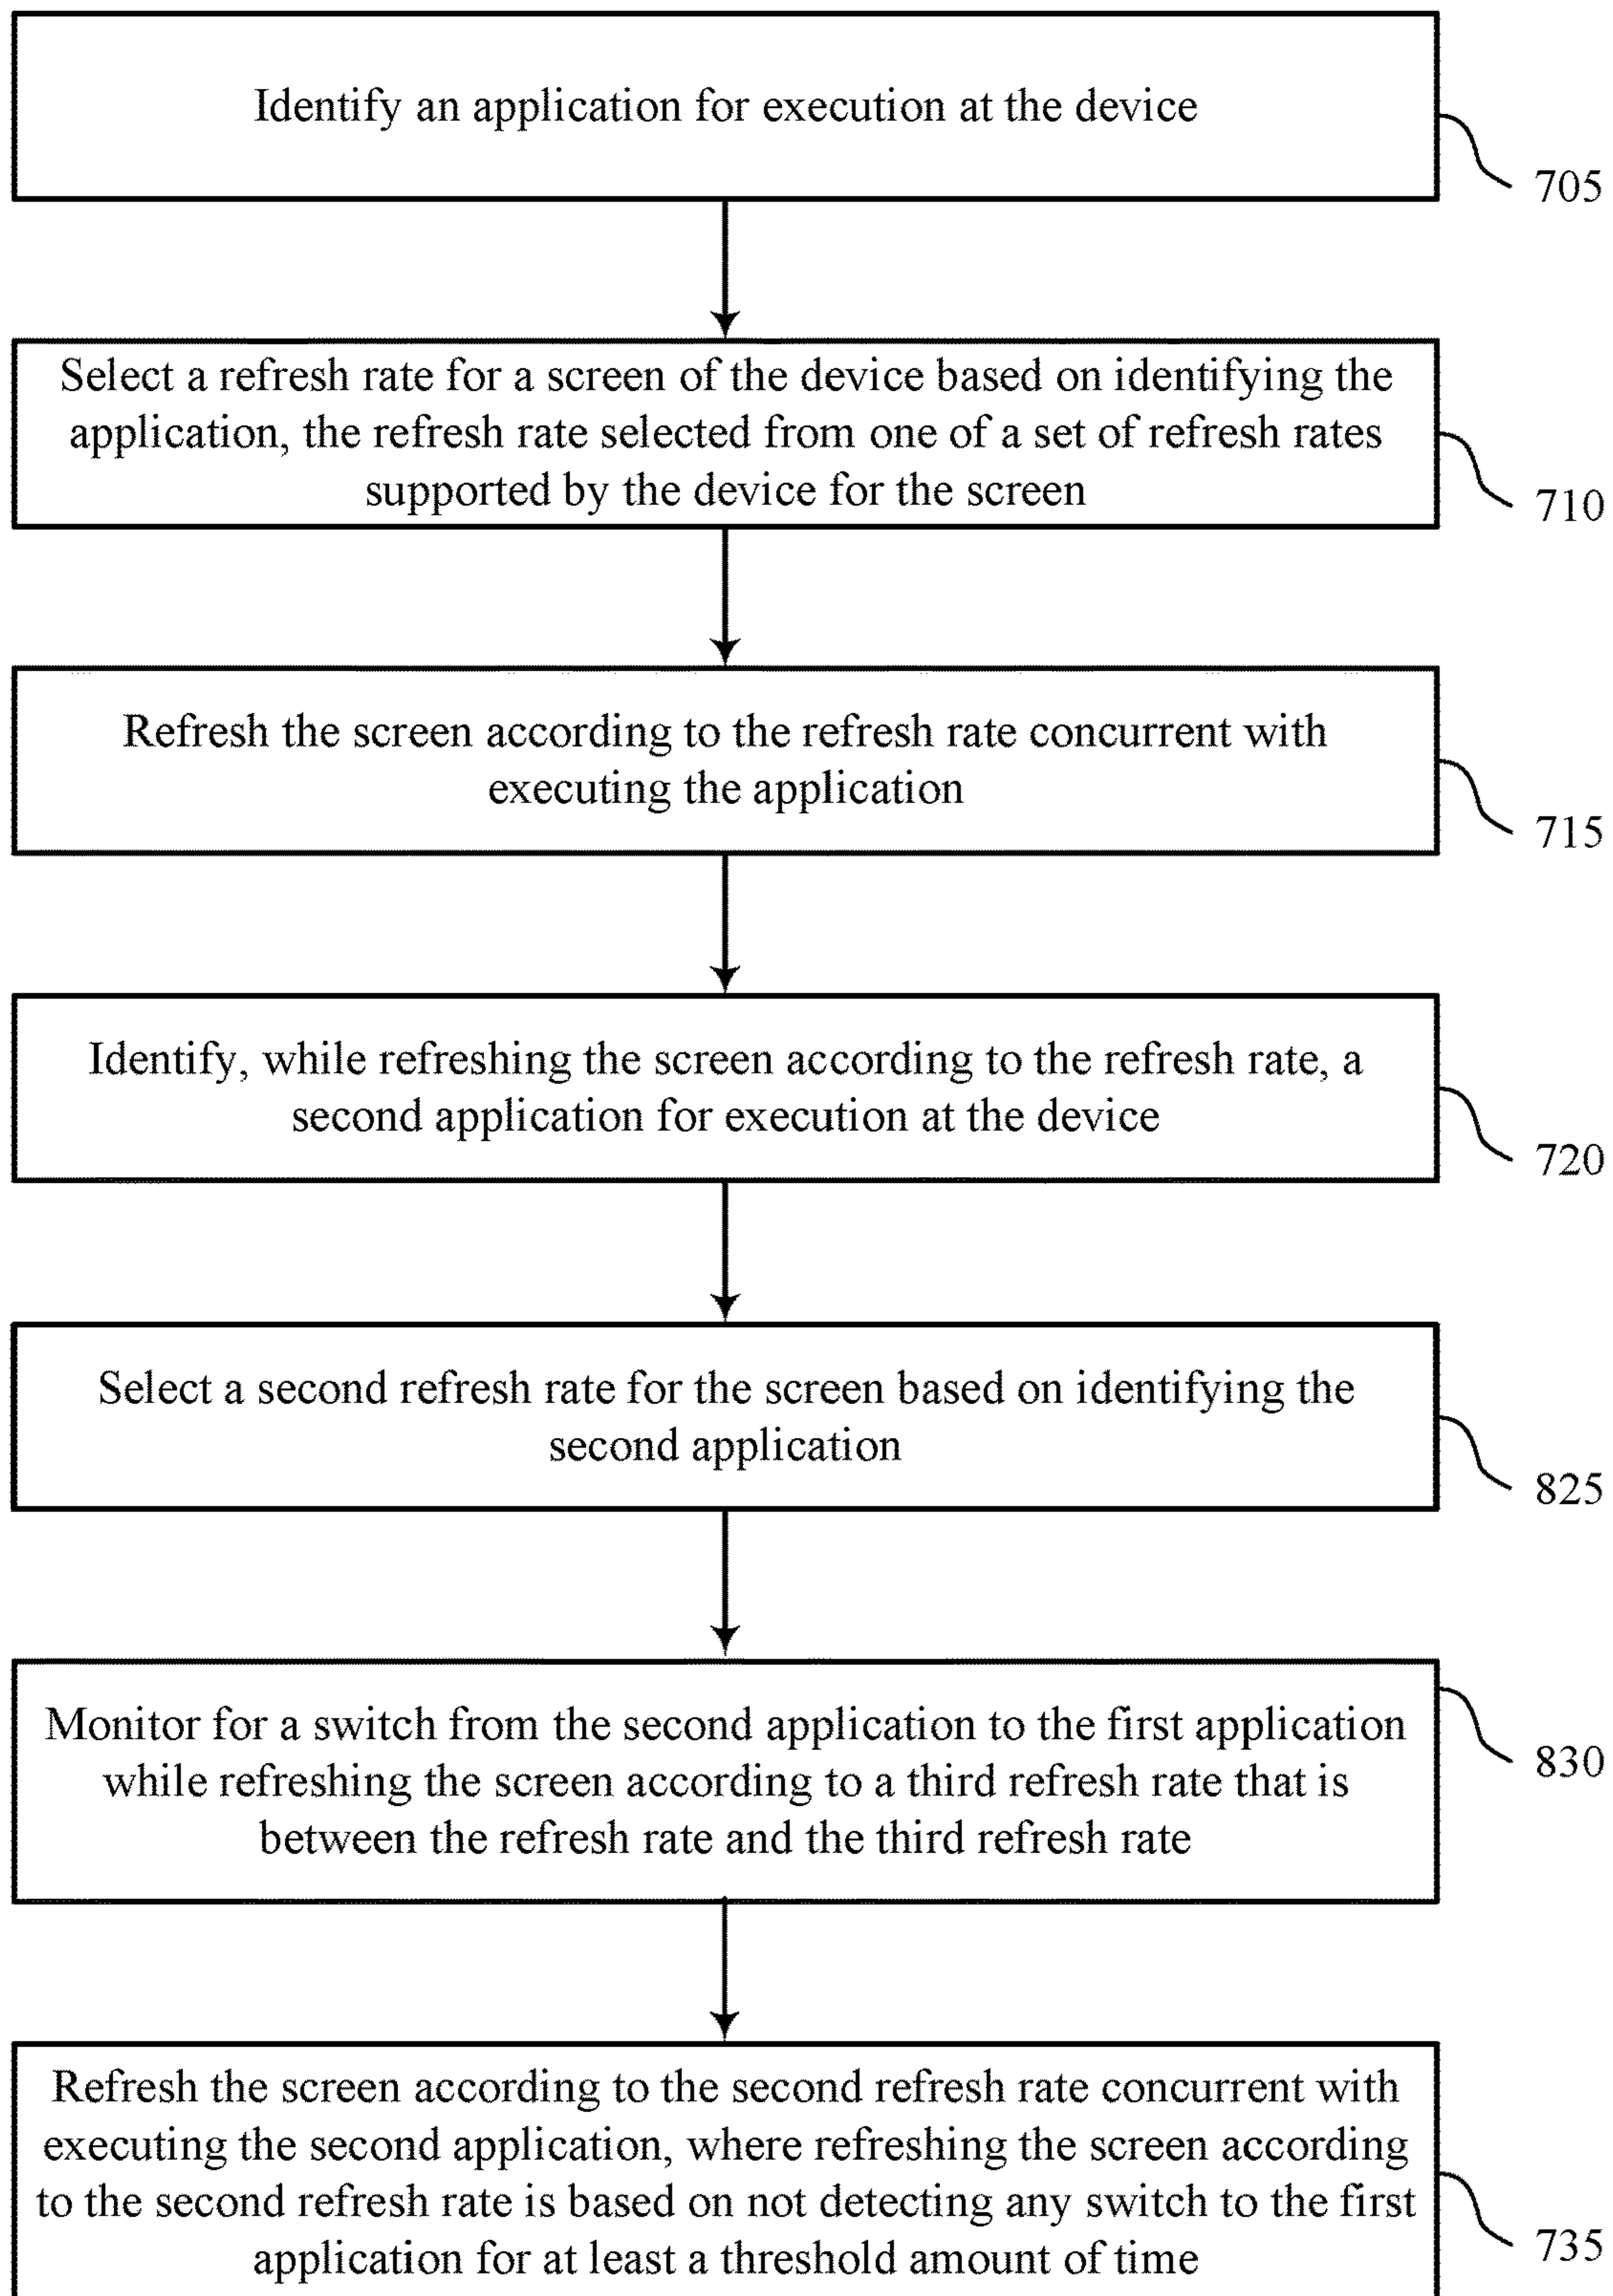 Identify an application for execution at the device
705
Select a refresh rate for a screen of the device based on identifying the
application, the refresh rate selected from one of a set of refresh rates
supported by the device for the screen
710
Refresh the screen according to the refresh rate concurrent with
executing the application
715
Identify, while refreshing the screen according to the refresh rate, a
second application for execution at the device
720
Select a second refresh rate for the screen based on identifying the
second application
825
Monitor for a switch from the second application to the first application
while refreshing the screen according to a third refresh rate that is
between the refresh rate and the third refresh rate
830
Refresh the screen according to the second refresh rate concurrent with
executing the second application, where refreshing the screen according
to the second refresh rate is based on not detecting any switch to the first
application for at least a threshold amount of time
735